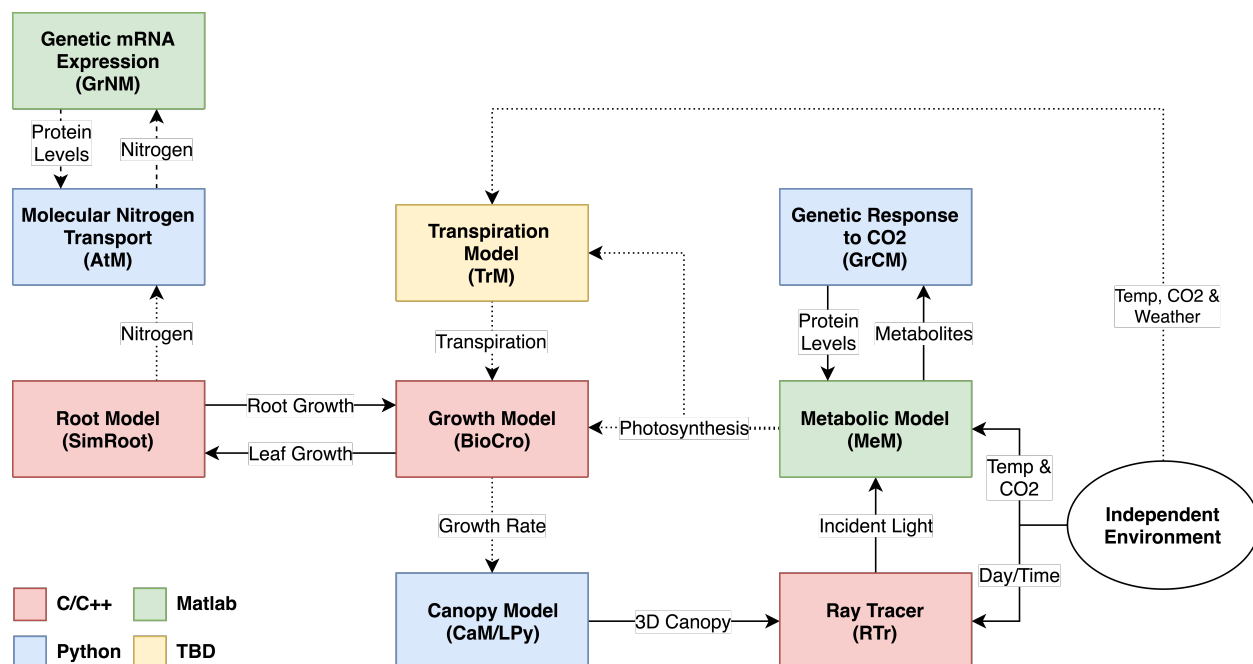 Genetic mRNA
Expression
(GrNM)
Protein
Levels
Nitrogen
Molecular Nitrogen
Transport
(AtM)
Transpiration
Model
(TrM)
Genetic Response
to CO2
(GrCM)
Temp, CO2 &
Weather
Nitrogen
Transpiration
Protein
Levels
Metabolites
Root Model
(SimRoot)
Root Growth
Leaf Growth
Growth Model
(BioCro)
Photosynthesis
Metabolic Model
(MeM)
Temp &
CO2
Independent
Environment
Growth Rate
Incident Light
Day/Time
Canopy Model
(CaM/LPy)
3D Canopy
Ray Tracer
(RTr)
C/C++
Matlab
Python
TBD